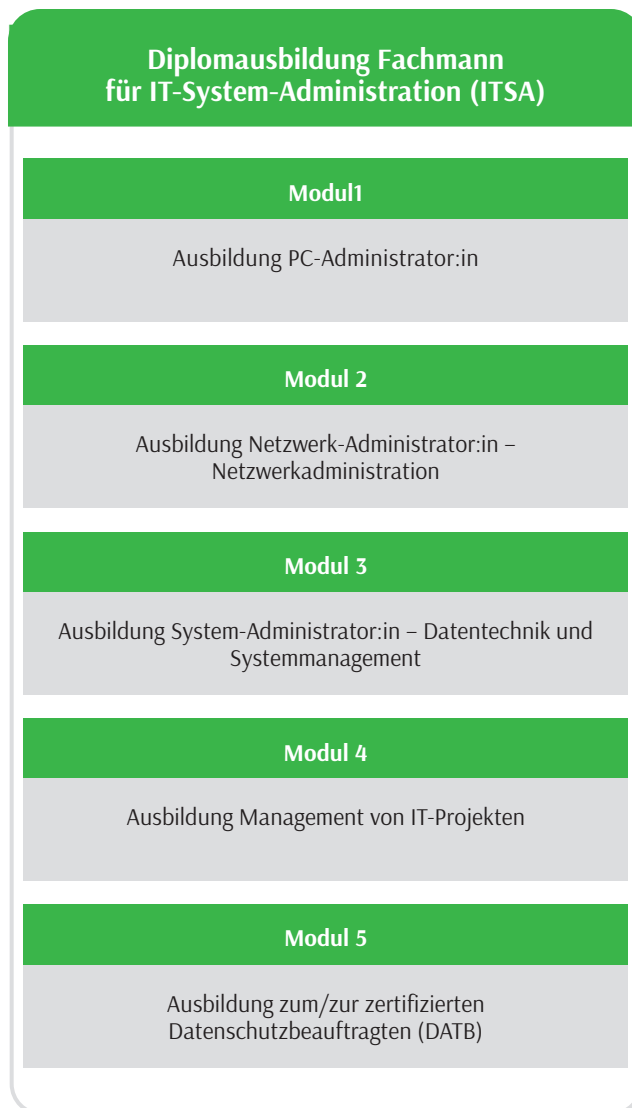 Diplomausbildung Fachmann
für IT-System-Administration (ITSA)
Modul1
Ausbildung PC-Administrator:in
Modul 2
Ausbildung Netzwerk-Administrator:in –
Netzwerkadministration
Modul 3
Ausbildung System-Administrator:in – Datentechnik und
Systemmanagement
Modul 4
Ausbildung Management von IT-Projekten
Modul 5
Ausbildung zum/zur zertifizierten
Datenschutzbeauftragten (DATB)